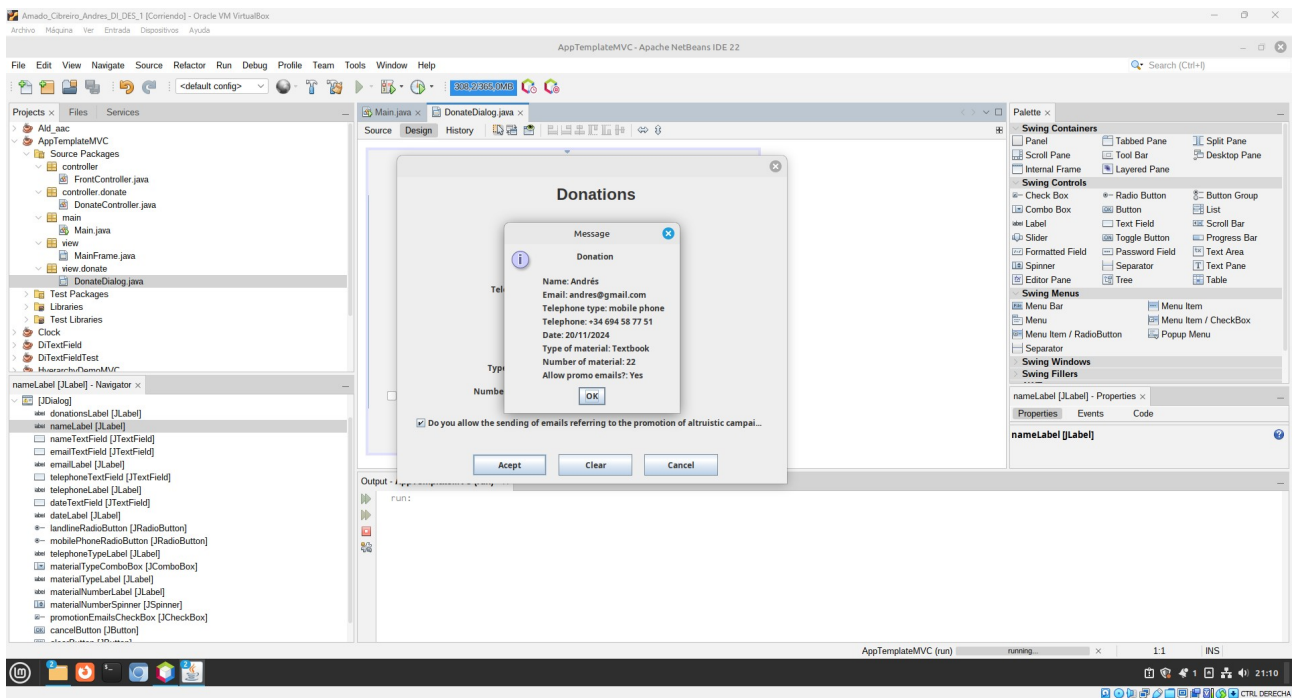 Amado_Cibreiro_Andres_DI_DES_1 [Corriendo] - Oracle VM VirtualBox
Archivo Máquina Ver Entrada Dispositivos Ayuda
AppTemplateMVC - Apache NetBeans IDE 22
File Edit View Navigate Source Refactor Run Debug Profile Team Tools Window Help
Search (Ctrl+I)
<default config>
308,2/365,0MB
Projects Files Services
Ald_aac
AppTemplateMVC
Source Packages
controller
FrontController.java
controller.donate
DonateController.java
main
Main.java
view
MainFrame.java
view.donate
DonateDialog.java
Test Packages
Libraries
Test Libraries
Clock
DiTextField
DiTextFieldTest
HyerarchyDemoMVC
nameLabel [JLabel] - Navigator
[JDialog]
donationsLabel [JLabel]
nameLabel [JLabel]
nameTextField [JTextField]
emailTextField [JTextField]
emailLabel [JLabel]
telephoneTextField [JTextField]
telephoneLabel [JLabel]
dateTextField [JTextField]
dateLabel [JLabel]
landlineRadioButton [JRadioButton]
mobilePhoneRadioButton [JRadioButton]
telephoneTypeLabel [JLabel]
materialTypeComboBox [JComboBox]
materialTypeLabel [JLabel]
materialNumberLabel [JLabel]
materialNumberSpinner [JSpinner]
promotionEmailsCheckBox [JCheckBox]
cancelButton [JButton]
Main.java DonateDialog.java
Source Design History
Donations
Tel
Typ
Numbe
Message
Donation
Name: Andrés
Email: andres@gmail.com
Telephone type: mobile phone
Telephone: +34 694 58 77 51
Date: 20/11/2024
Type of material: Textbook
Number of material: 22
Allow promo emails?: Yes
OK
Do you allow the sending of emails referring to the promotion of altruistic campai...
Acept Clear Cancel
Output -
run:
Palette
Swing Containers
Panel Tabbed Pane Split Pane
Scroll Pane Tool Bar Desktop Pane
Internal Frame Layered Pane
Swing Controls
Check Box Radio Button Button Group
Combo Box Button List
Label Text Field Scroll Bar
Slider Toggle Button Progress Bar
Formatted Field Password Field Text Area
Spinner Separator Text Pane
Editor Pane Tree Table
Swing Menus
Menu Bar Menu Item
Menu Menu Item / CheckBox
Menu Item / RadioButton Popup Menu
Separator
Swing Windows
Swing Fillers
nameLabel [JLabel] - Properties
Properties Events Code
nameLabel [JLabel]
AppTemplateMVC (run) running... 1:1 INS
2 2 1 21:10
CTRL DERECHA